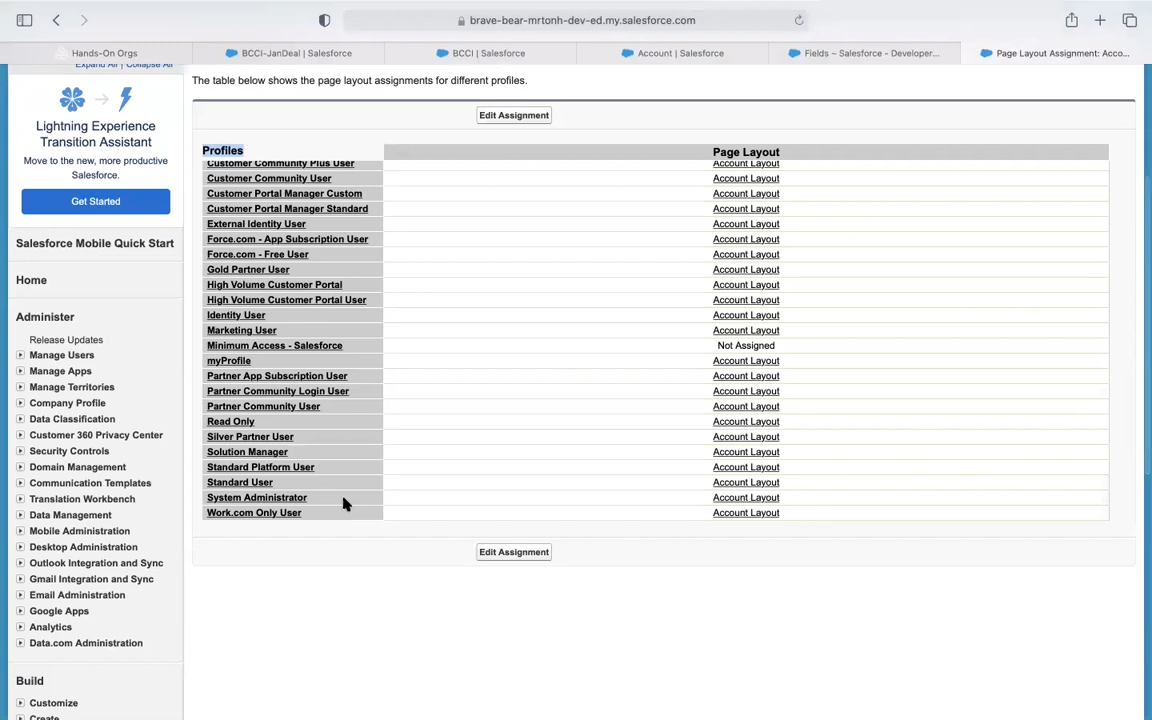 brave-bear-mrtonh-dev-ed.my.salesforce.com
Hands-On Orgs
BCCI-JanDeal | Salesforce
BCCI | Salesforce
Account | Salesforce
Fields ~ Salesforce - Developer...
Page Layout Assignment: Acco...
Expand All | Collapse All
Lightning Experience
Transition Assistant
Move to the new, more productive
Salesforce.
Get Started
Salesforce Mobile Quick Start
Home
Administer
Release Updates
Manage Users
Manage Apps
Manage Territories
Company Profile
Data Classification
Customer 360 Privacy Center
Security Controls
Domain Management
Communication Templates
Translation Workbench
Data Management
Mobile Administration
Desktop Administration
Outlook Integration and Sync
Gmail Integration and Sync
Email Administration
Google Apps
Analytics
Data.com Administration
Build
Customize
Create
The table below shows the page layout assignments for different profiles.
Edit Assignment
Profiles Page Layout
Customer Community Plus User Account Layout
Customer Community User Account Layout
Customer Portal Manager Custom Account Layout
Customer Portal Manager Standard Account Layout
External Identity User Account Layout
Force.com - App Subscription User Account Layout
Force.com - Free User Account Layout
Gold Partner User Account Layout
High Volume Customer Portal Account Layout
High Volume Customer Portal User Account Layout
Identity User Account Layout
Marketing User Account Layout
Minimum Access - Salesforce Not Assigned
myProfile Account Layout
Partner App Subscription User Account Layout
Partner Community Login User Account Layout
Partner Community User Account Layout
Read Only Account Layout
Silver Partner User Account Layout
Solution Manager Account Layout
Standard Platform User Account Layout
Standard User Account Layout
System Administrator Account Layout
Work.com Only User Account Layout
Edit Assignment